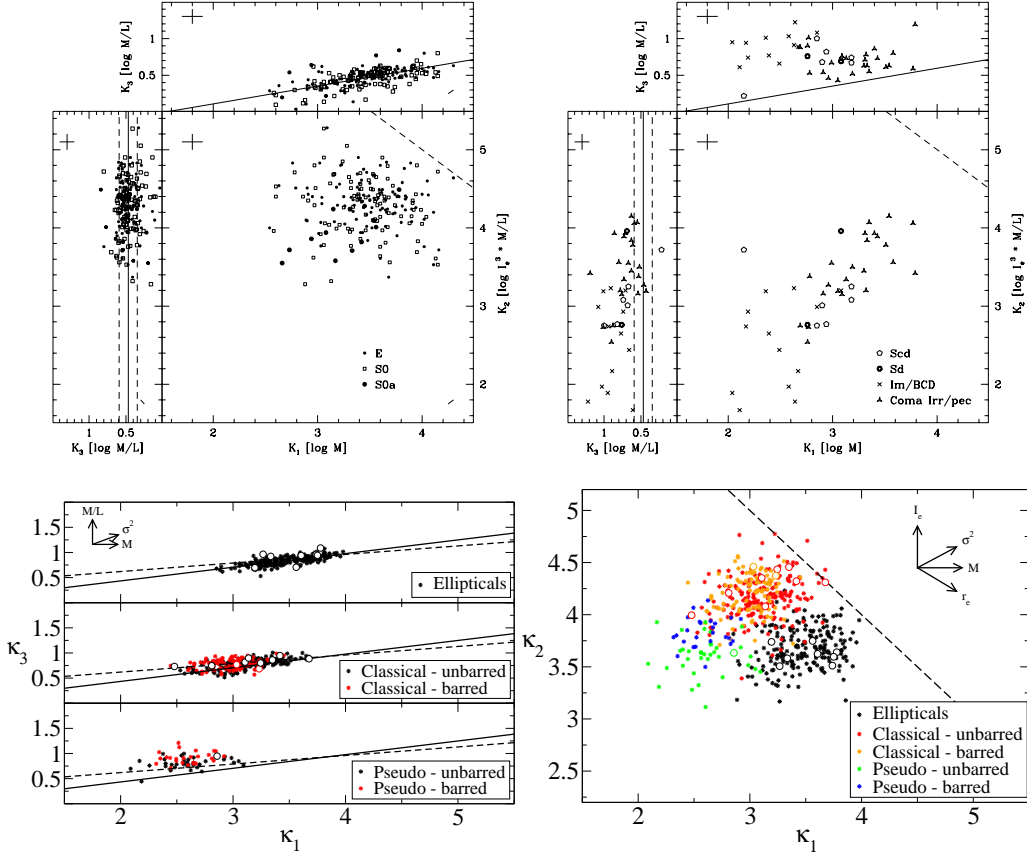 K₃ [log M/L]
1
0.5
5
4
3
2
K₂ [log Iₑ³ * M/L]
E
S0
S0a
1
0.5
K₃ [log M/L]
2
3
4
K₁ [log M]
K₃ [log M/L]
1
0.5
5
4
3
2
K₂ [log Iₑ³ * M/L]
Scd
Sd
Im/BCD
Coma Irr/pec
1
0.5
K₃ [log M/L]
2
3
4
K₁ [log M]
M/L
σ²
M
1.5
1
0.5
Ellipticals
κ₃
1.5
1
0.5
Classical - unbarred
Classical - barred
1.5
1
0.5
Pseudo - unbarred
Pseudo - barred
2
3
4
5
κ₁
κ₂
5
4.5
4
3.5
3
2.5
Iₑ
σ²
M
rₑ
Ellipticals
Classical - unbarred
Classical - barred
Pseudo - unbarred
Pseudo - barred
2
3
4
5
κ₁